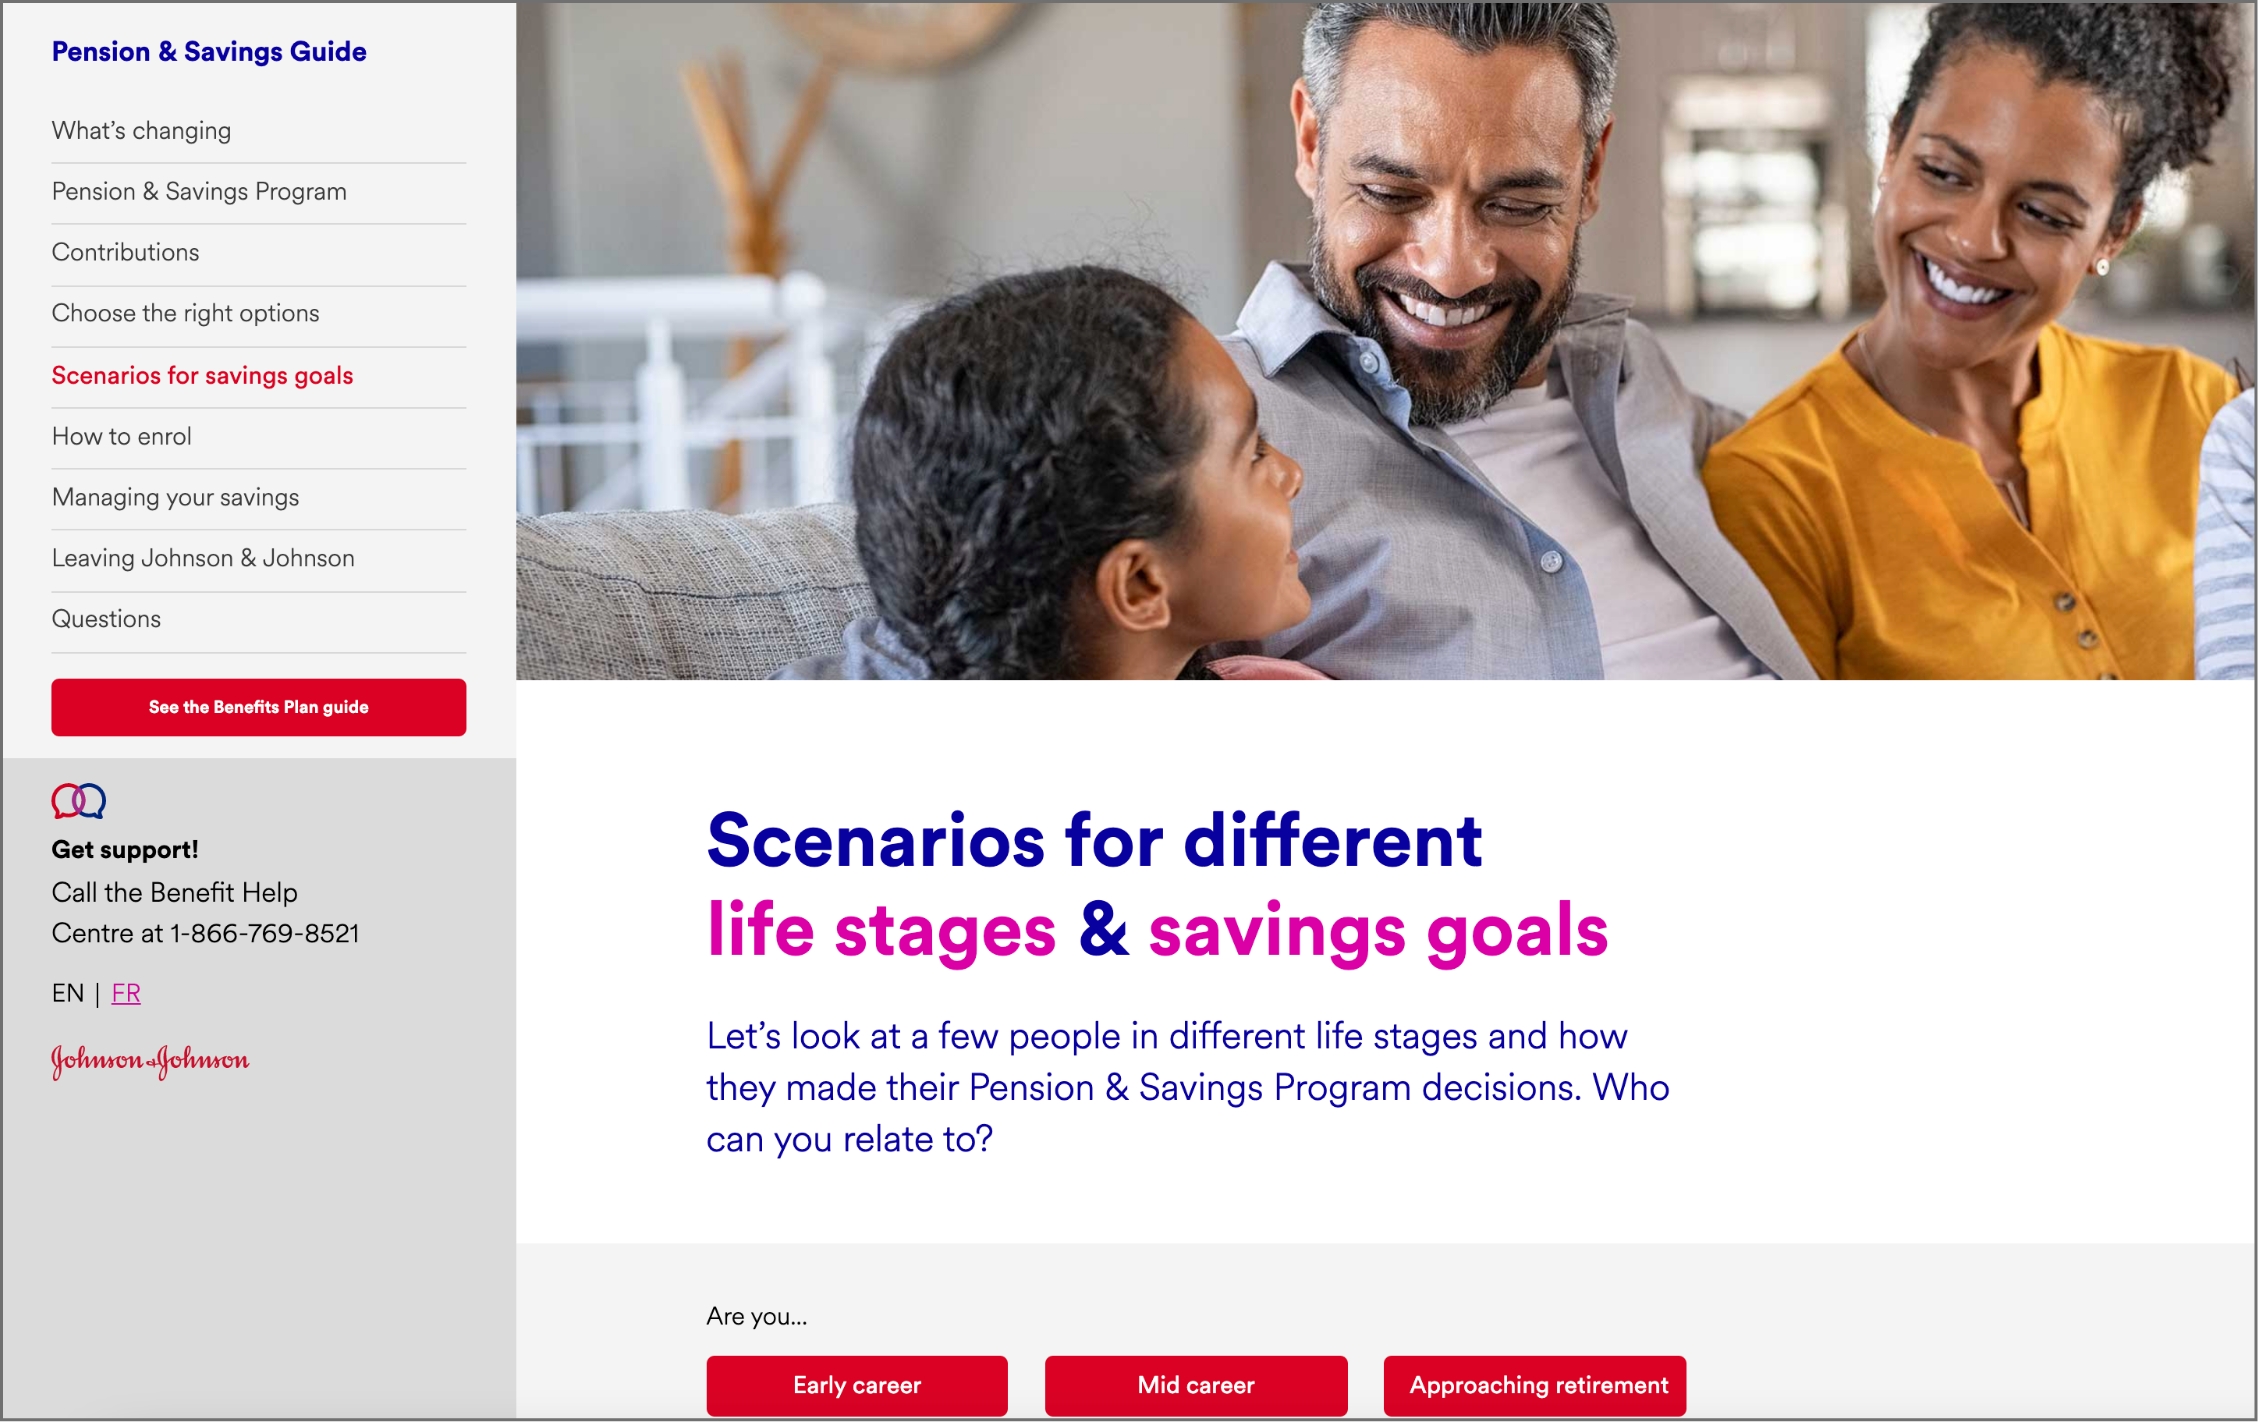 Pension & Savings Guide
What’s changing
Pension & Savings Program
Contributions
Choose the right options
Scenarios for savings goals
How to enrol
Managing your savings
Leaving Johnson & Johnson
Questions
See the Benefits Plan guide
Get support!
Call the Benefit Help
Centre at 1-866-769-8521
EN | FR
Johnson & Johnson
Scenarios for different
life stages & savings goals
Let’s look at a few people in different life stages and how
they made their Pension & Savings Program decisions. Who
can you relate to?
Are you...
Early career
Mid career
Approaching retirement